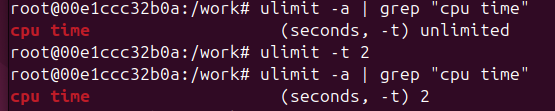 root@00e1ccc32b0a:/work# ulimit -a | grep "cpu time"
cpu time (seconds, -t) unlimited
root@00e1ccc32b0a:/work# ulimit -t 2
root@00e1ccc32b0a:/work# ulimit -a | grep "cpu time"
cpu time (seconds, -t) 2